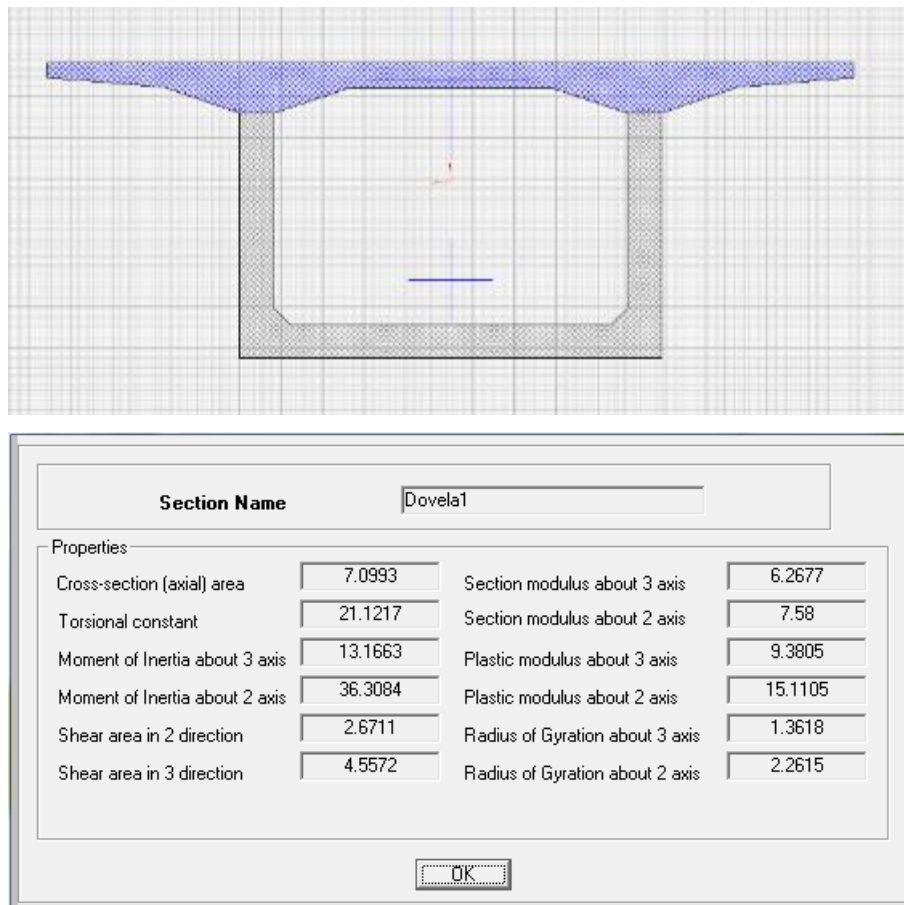 Section Name Dovela1
Properties
Cross-section (axial) area 7.0993 Section modulus about 3 axis 6.2677
Torsional constant 21.1217 Section modulus about 2 axis 7.58
Moment of Inertia about 3 axis 13.1663 Plastic modulus about 3 axis 9.3805
Moment of Inertia about 2 axis 36.3084 Plastic modulus about 2 axis 15.1105
Shear area in 2 direction 2.6711 Radius of Gyration about 3 axis 1.3618
Shear area in 3 direction 4.5572 Radius of Gyration about 2 axis 2.2615
OK